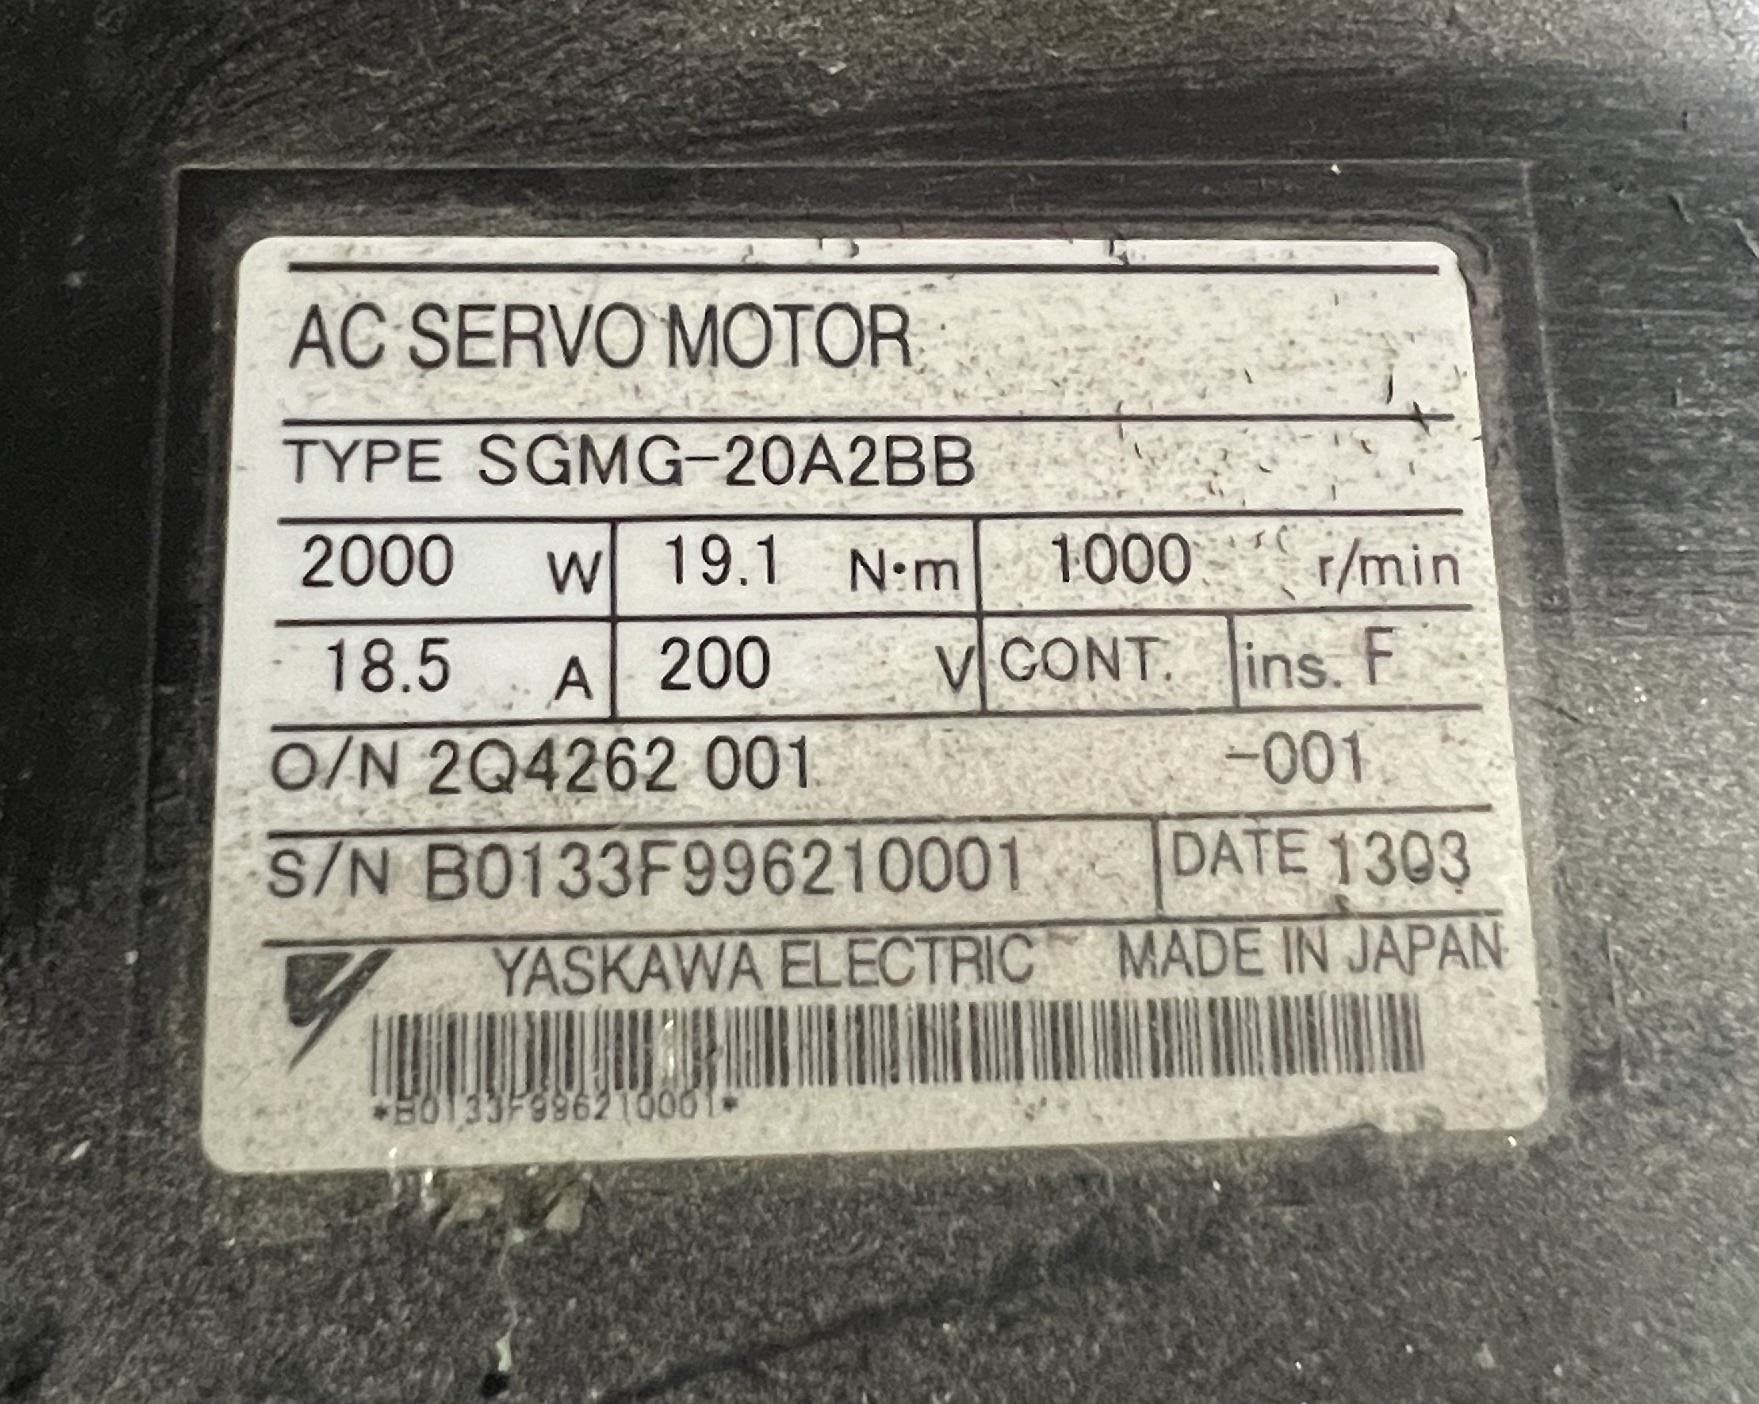 AC SERVO MOTOR
TYPE SGMG-20A2BB
2000 W 19.1 N·m 1000 r/min
18.5 A 200 V CONT. ins. F
O/N 2Q4262 001 -001
S/N B0133F996210001 DATE 1303
YASKAWA ELECTRIC MADE IN JAPAN
*B0133F996210001*